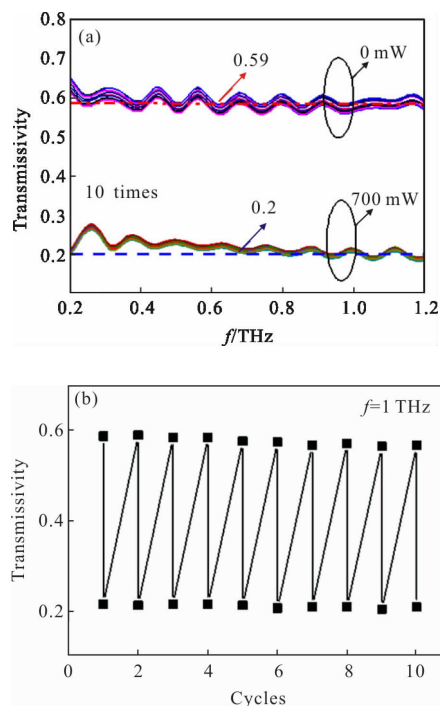 (a)
0.8
0.7
0.6
0.5
0.4
0.3
0.2
0.59
0 mW
10 times
0.2
700 mW
Transmissivity
0.2 0.4 0.6 0.8 1.0 1.2
f/THz
(b)
f=1 THz
0.6
0.4
0.2
Transmissivity
0 2 4 6 8 10
Cycles